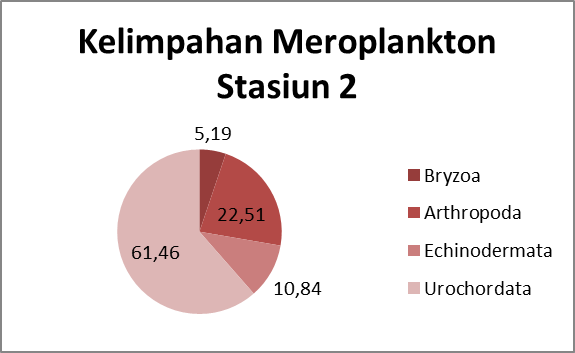 Kelimpahan Meroplankton
Stasiun 2
5,19
22,51
61,46
10,84
Bryzoa
Arthropoda
Echinodermata
Urochordata